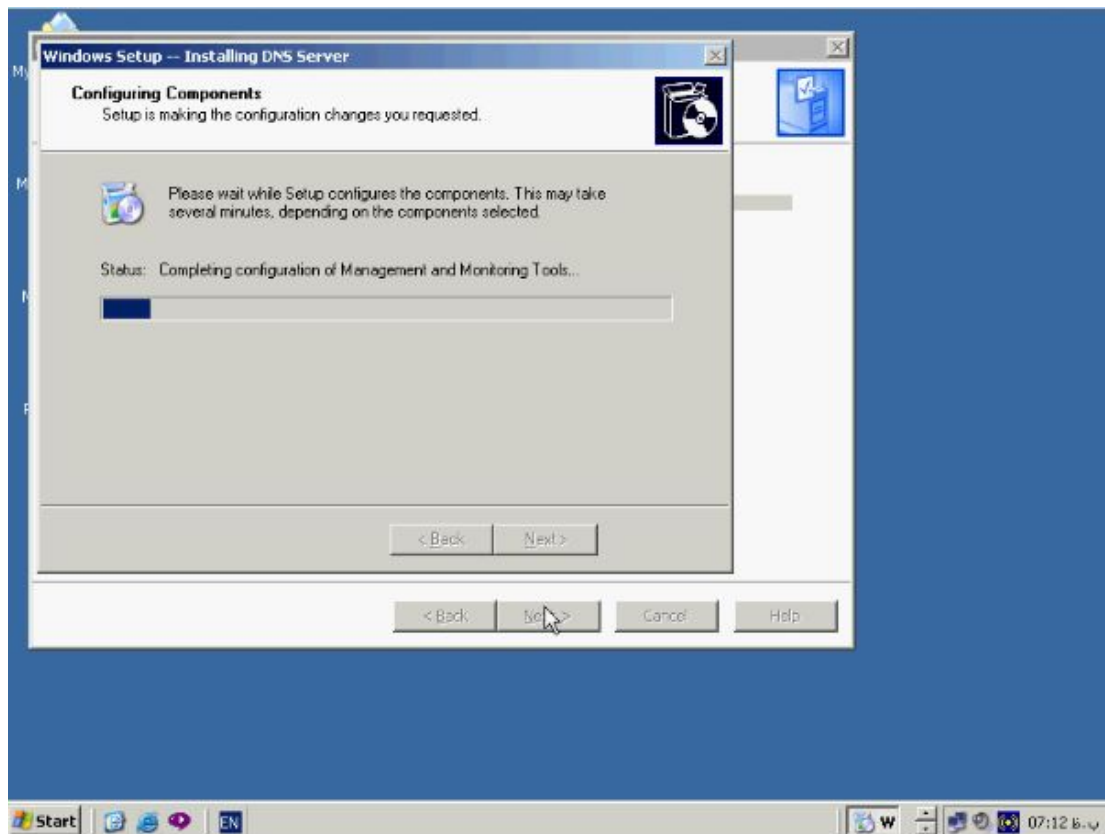 Windows Setup -- Installing DNS Server
Configuring Components
Setup is making the configuration changes you requested.
Please wait while Setup configures the components. This may take
several minutes, depending on the components selected.
Status: Completing configuration of Management and Monitoring Tools...
< Back Next >
< Back Next > Cancel Help
Start EN W 07:12 ب.ظ